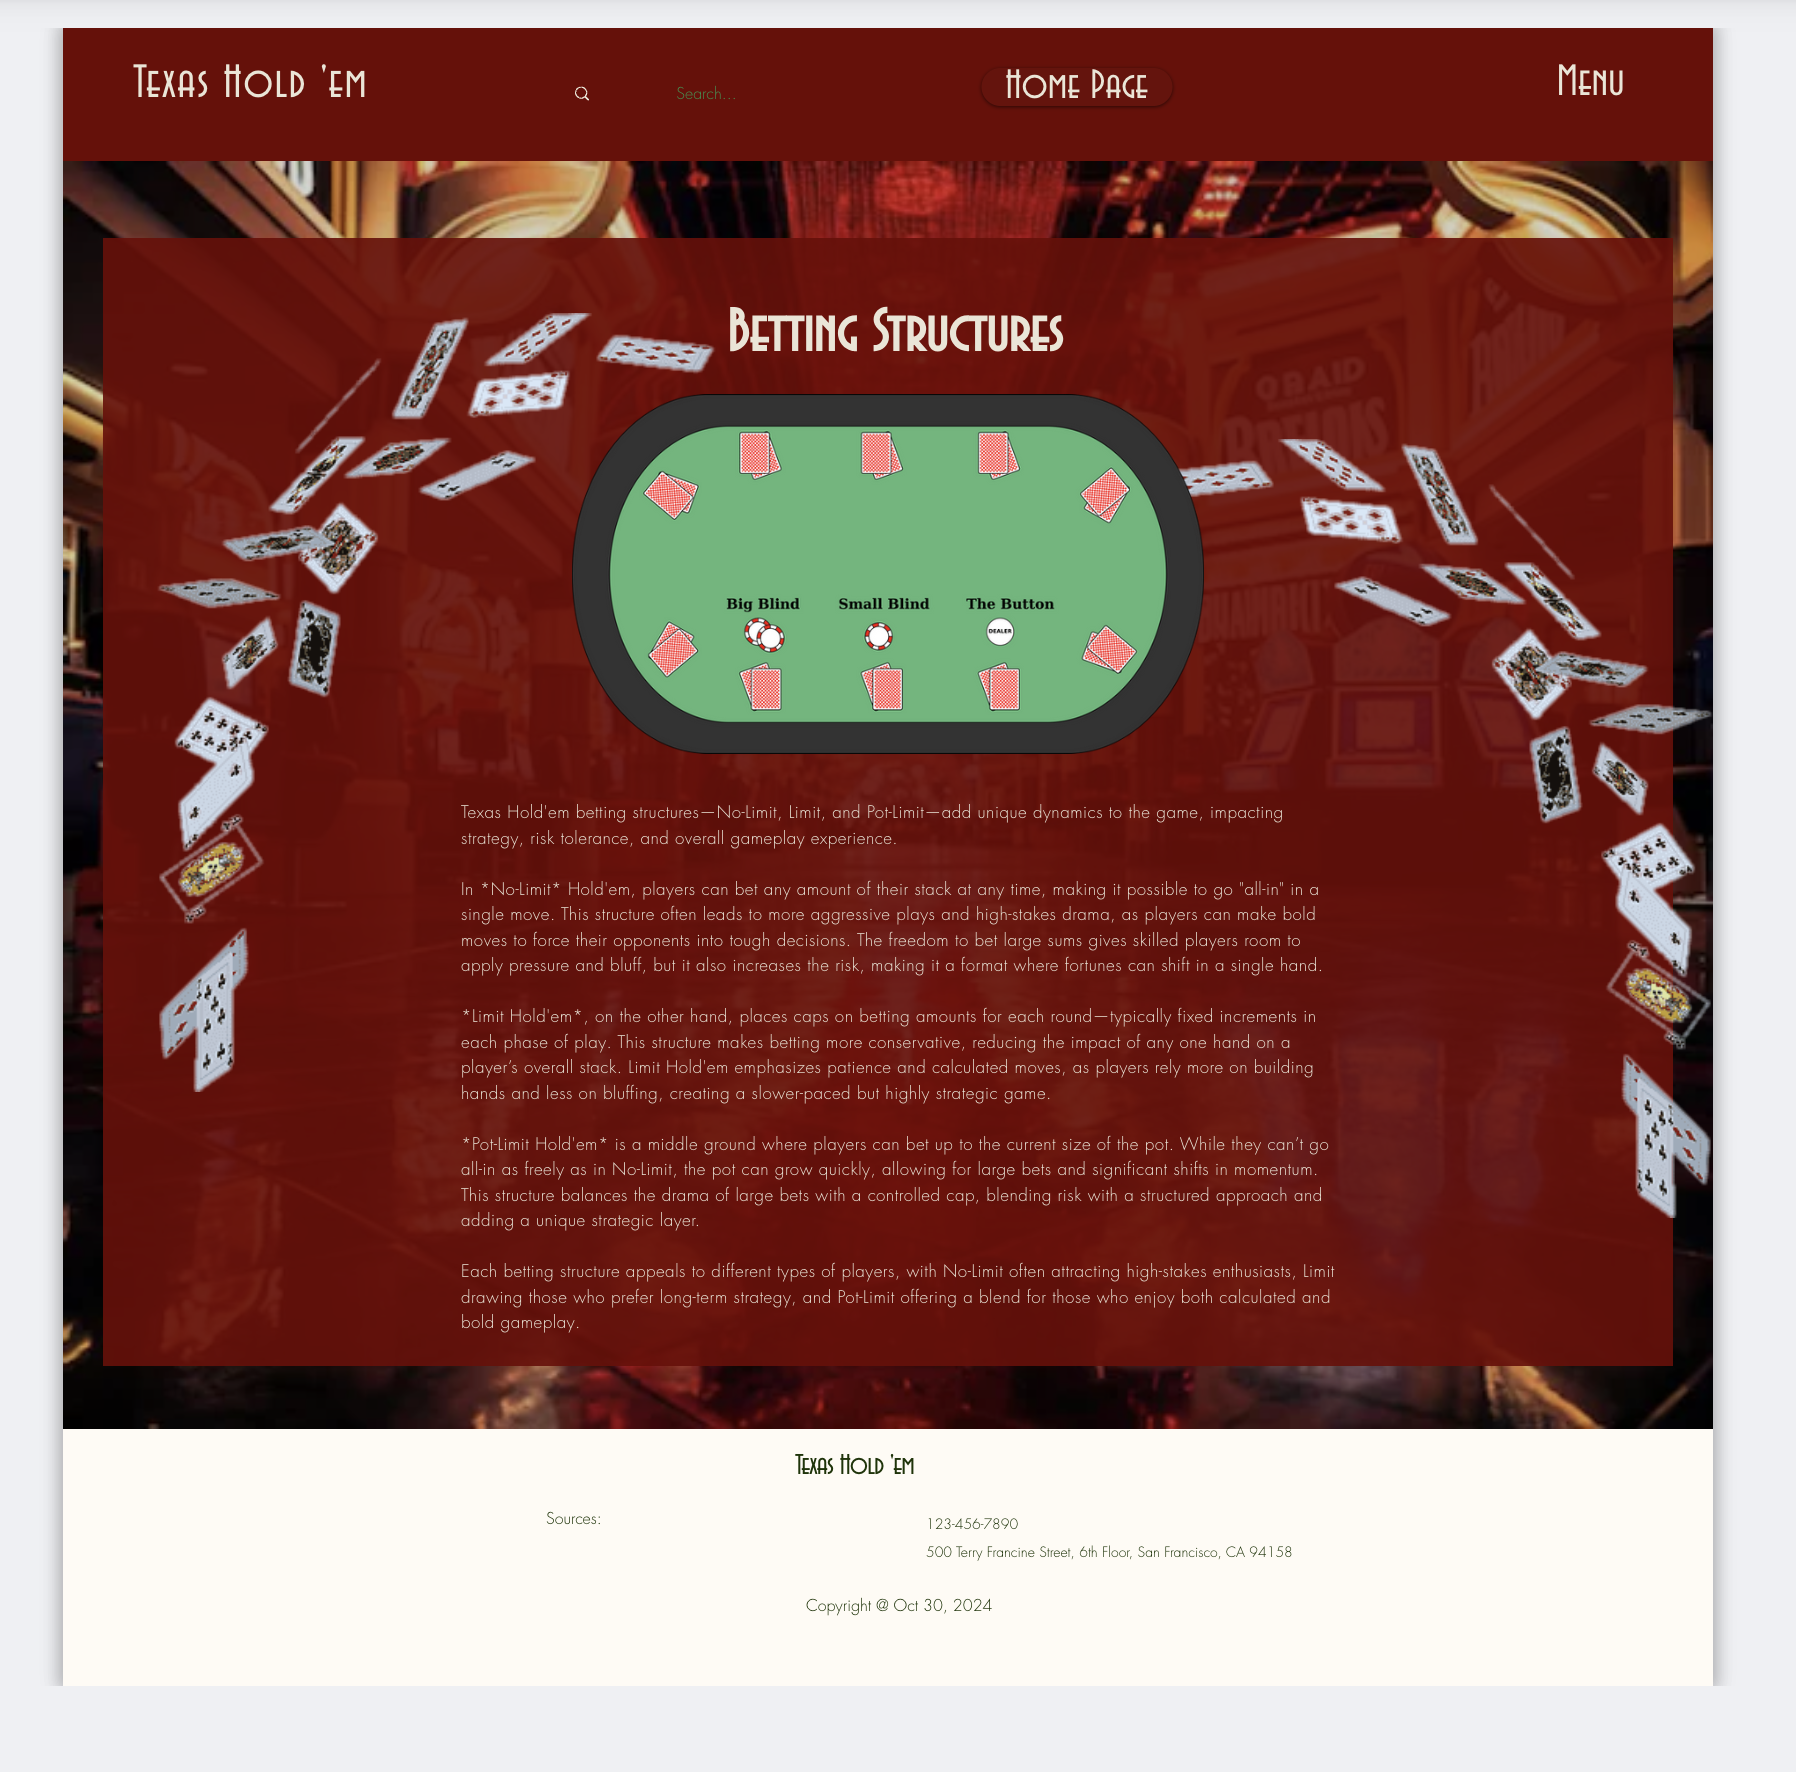 Texas Hold 'em
Search...
Home Page
Menu
Betting Structures
Big Blind
Small Blind
The Button
DEALER
Texas Hold'em betting structures—No-Limit, Limit, and Pot-Limit—add unique dynamics to the game, impacting
strategy, risk tolerance, and overall gameplay experience.
In *No-Limit* Hold'em, players can bet any amount of their stack at any time, making it possible to go "all-in" in a
single move. This structure often leads to more aggressive plays and high-stakes drama, as players can make bold
moves to force their opponents into tough decisions. The freedom to bet large sums gives skilled players room to
apply pressure and bluff, but it also increases the risk, making it a format where fortunes can shift in a single hand.
*Limit Hold'em*, on the other hand, places caps on betting amounts for each round—typically fixed increments in
each phase of play. This structure makes betting more conservative, reducing the impact of any one hand on a
player’s overall stack. Limit Hold'em emphasizes patience and calculated moves, as players rely more on building
hands and less on bluffing, creating a slower-paced but highly strategic game.
*Pot-Limit Hold'em* is a middle ground where players can bet up to the current size of the pot. While they can’t go
all-in as freely as in No-Limit, the pot can grow quickly, allowing for large bets and significant shifts in momentum.
This structure balances the drama of large bets with a controlled cap, blending risk with a structured approach and
adding a unique strategic layer.
Each betting structure appeals to different types of players, with No-Limit often attracting high-stakes enthusiasts, Limit
drawing those who prefer long-term strategy, and Pot-Limit offering a blend for those who enjoy both calculated and
bold gameplay.
Texas Hold 'em
Sources:
123-456-7890
500 Terry Francine Street, 6th Floor, San Francisco, CA 94158
Copyright @ Oct 30, 2024